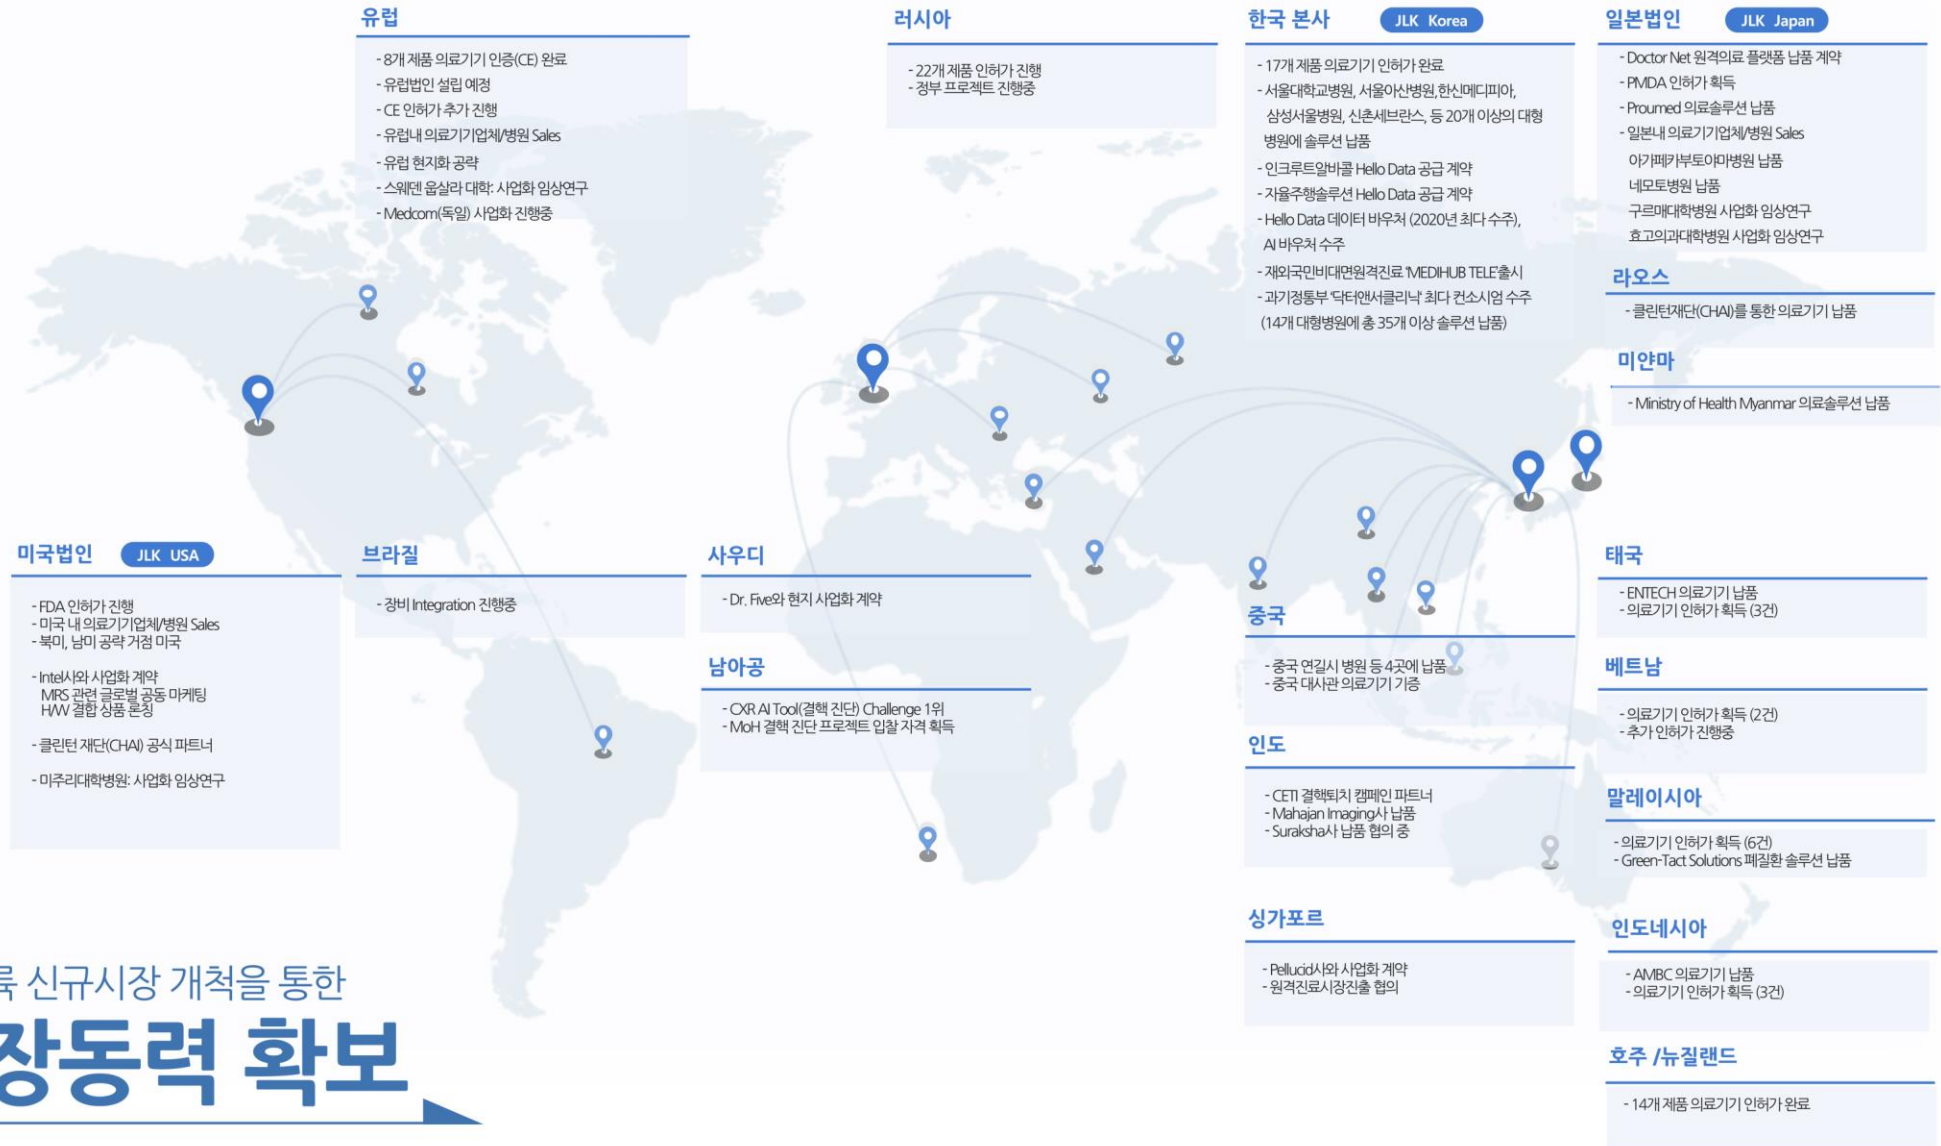 유럽
- 8개 제품 의료기기 인증(CE) 완료
- 유럽법인 설립 예정
- CE 인허가 추가 진행
- 유럽내 의료기기업체/병원 Sales
- 유럽 현지화 공략
- 스웨덴 웁살라 대학: 사업화 임상연구
- Medcom(독일) 사업화 진행중
러시아
- 22개 제품 인허가 진행
- 정부 프로젝트 진행중
한국 본사 JLK Korea
- 17개 제품 의료기기 인허가 완료
- 서울대학교병원, 서울아산병원,한신메디피아,
삼성서울병원, 신촌세브란스, 등 20개 이상의 대형
병원에 솔루션 납품
- 인크루트알바콜 Hello Data 공급 계약
- 자율주행솔루션 Hello Data 공급 계약
- Hello Data 데이터 바우처 (2020년 최다 수주),
AI 바우처 수주
- 재외국민비대면원격진료 'MEDIHUB TELE'출시
- 과기정통부 '닥터앤서클리닉' 최다 컨소시엄 수주
(14개 대형병원에 총 35개 이상 솔루션 납품)
일본법인 JLK Japan
- Doctor Net 원격의료 플랫폼 납품 계약
- PMDA 인허가 획득
- Proumed 의료솔루션 납품
- 일본내 의료기기업체/병원 Sales
아가페카부토야마병원 납품
네모토병원 납품
구르매대학병원 사업화 임상연구
효고의과대학병원 사업화 임상연구
라오스
- 클린턴재단(CHAI)를 통한 의료기기 납품
미얀마
- Ministry of Health Myanmar 의료솔루션 납품
미국법인 JLK USA
- FDA 인허가 진행
- 미국 내 의료기기업체/병원 Sales
- 북미, 남미 공략 거점 미국
- Intel사와 사업화 계약
MRS 관련 글로벌 공동 마케팅
H/W 결합 상품 론칭
- 클린턴 재단(CHAI) 공식 파트너
- 미주리대학병원: 사업화 임상연구
브라질
- 장비 Integration 진행중
사우디
- Dr. Five와 현지 사업화 계약
남아공
- CXR AI Tool(결핵 진단) Challenge 1위
- MoH 결핵 진단 프로젝트 입찰 자격 획득
중국
- 중국 연길시 병원 등 4곳에 납품
- 중국 대사관 의료기기 기증
인도
- CETI 결핵퇴치 캠페인 파트너
- Mahajan Imaging사 납품
- Suraksha사 납품 협의 중
싱가포르
- Pellucid사와 사업화 계약
- 원격진료시장진출 협의
태국
- ENTECH 의료기기 납품
- 의료기기 인허가 획득 (3건)
베트남
- 의료기기 인허가 획득 (2건)
- 추가 인허가 진행중
말레이시아
- 의료기기 인허가 획득 (6건)
- Green-Tact Solutions 폐질환 솔루션 납품
인도네시아
- AMBC 의료기기 납품
- 의료기기 인허가 획득 (3건)
호주 /뉴질랜드
- 14개 제품 의료기기 인허가 완료
신규시장 개척을 통한
장동력 확보